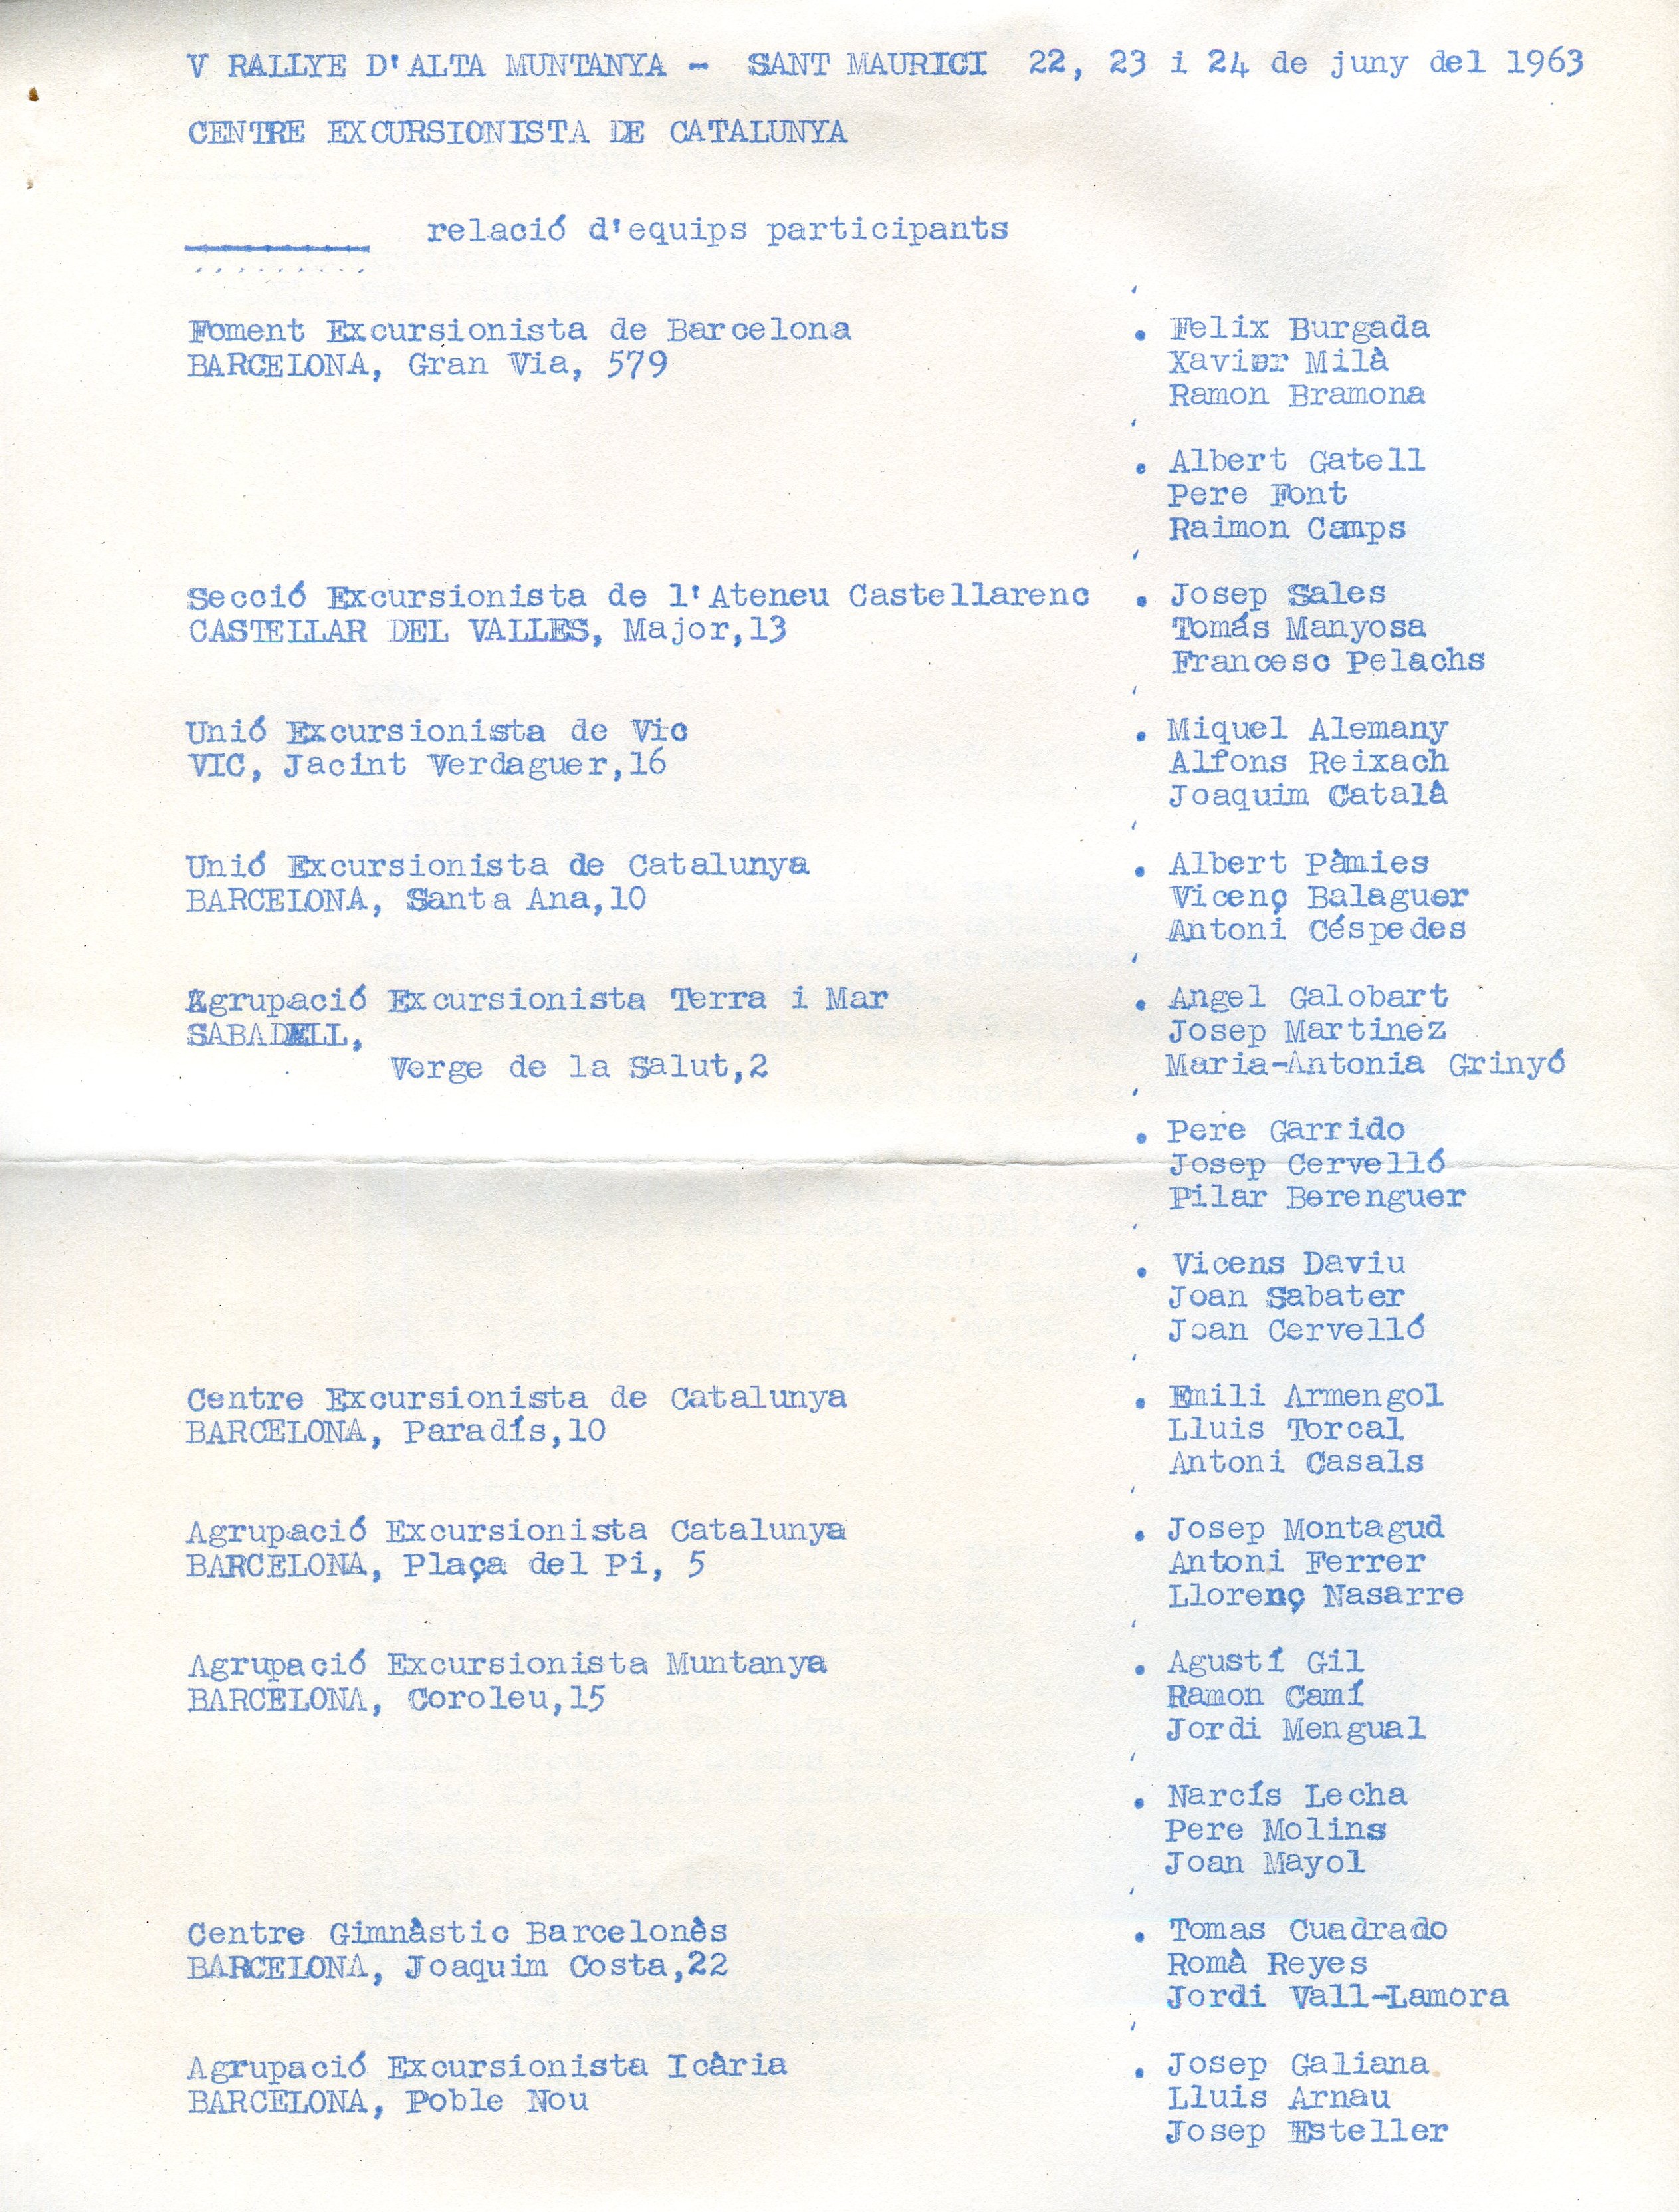 V RALLYE D'ALTA MUNTANYA - SANT MAURICI 22, 23 i 24 de juny del 1963
CENTRE EXCURSIONISTA DE CATALUNYA
relació d'equips participants
Foment Excursionista de Barcelona
BARCELONA, Gran Via, 579
. Felix Burgada
Xavier Milà
Ramon Bramona
. Albert Gatell
Pere Font
Raimon Camps
Secció Excursionista de l'Ateneu Castellarenc
CASTELLAR DEL VALLES, Major,13
. Josep Sales
Tomás Manyosa
Francesc Pelachs
Unió Excursionista de Vic
VIC, Jacint Verdaguer,16
. Miquel Alemany
Alfons Reixach
Joaquim Català
Unió Excursionista de Catalunya
BARCELONA, Santa Ana,10
. Albert Pàmies
Vicenç Balaguer
Antoni Céspedes
Agrupació Excursionista Terra i Mar
SABADELL,
Verge de la Salut,2
. Angel Galobart
Josep Martinez
Maria-Antonia Grinyó
. Pere Garrido
Josep Cervelló
Pilar Berenguer
. Vicens Daviu
Joan Sabater
Joan Cervelló
Centre Excursionista de Catalunya
BARCELONA, Paradís,10
. Emili Armengol
Lluis Torcal
Antoni Casals
Agrupació Excursionista Catalunya
BARCELONA, Plaça del Pi, 5
. Josep Montagud
Antoni Ferrer
Llorenç Nasarre
Agrupació Excursionista Muntanya
BARCELONA, Coroleu,15
. Agustí Gil
Ramon Camí
Jordi Mengual
. Narcís Lecha
Pere Molins
Joan Mayol
Centre Gimnàstic Barcelonès
BARCELONA, Joaquim Costa,22
. Tomas Cuadrado
Romà Reyes
Jordi Vall-Lamora
Agrupació Excursionista Icària
BARCELONA, Poble Nou
. Josep Galiana
Lluis Arnau
Josep Esteller